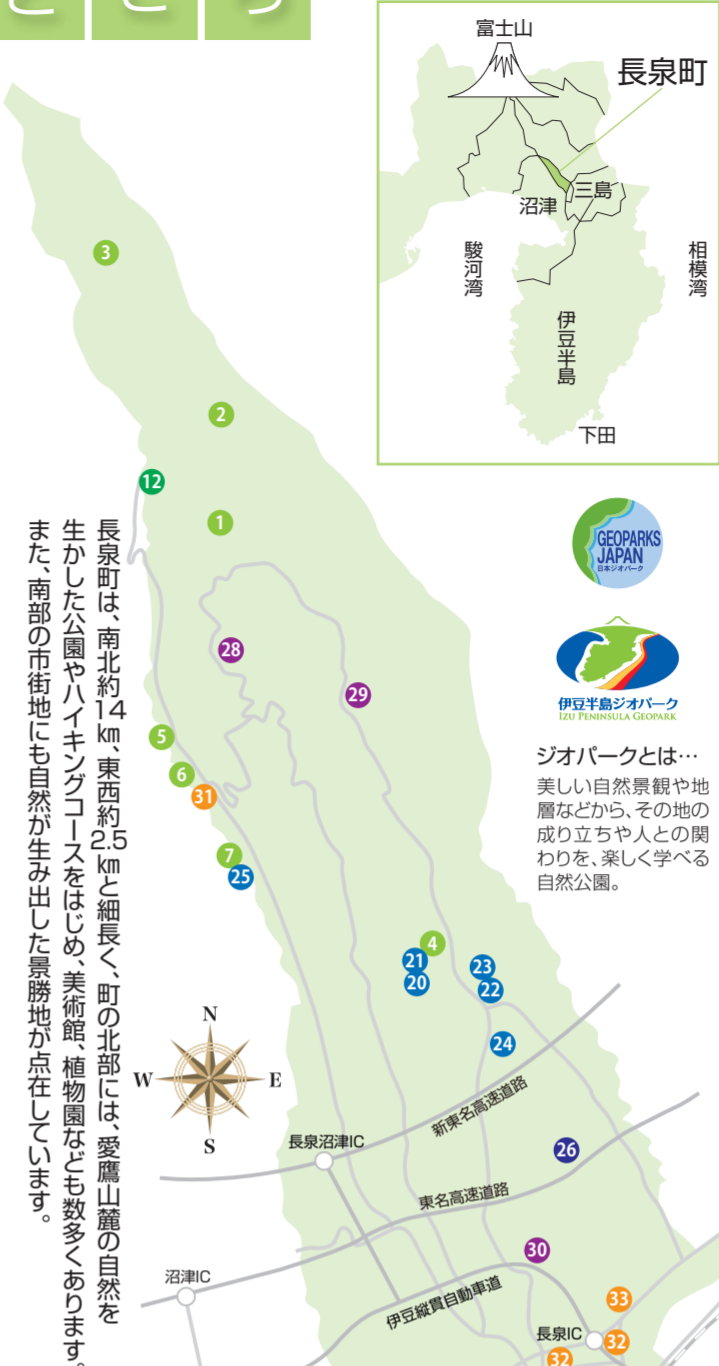 ど
こ
う
富士山
長泉町
三島
沼津
駿河湾
相模湾
伊豆半島
下田
3
2
12
1
28
29
5
6
31
7
25
4
21
23
20
22
24
GEOPARKS
JAPAN
日本ジオパーク
伊豆半島ジオパーク
IZU PENINSULA GEOPARK
ジオパークとは…
美しい自然景観や地
層などから、その地の
成り立ちや人との関
わりを、楽しく学べる
自然公園。
長泉町は、南北約14㎞、東西約2.5㎞と細長く、町の北部には、愛鷹山麓の自然を
生かした公園やハイキングコースをはじめ、美術館、植物園なども数多くあります。
また、南部の市街地にも自然が生み出した景勝地が点在しています。
N
W
E
S
新東名高速道路
長泉沼津IC
26
東名高速道路
30
沼津IC
伊豆縦貫自動車道
33
長泉IC
32
32